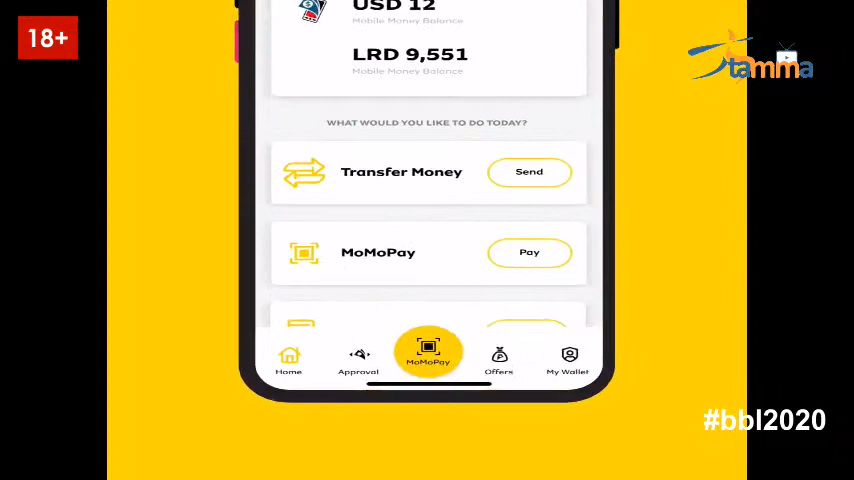 18+
USD 12
Mobile Money Balance
LRD 9,551
Mobile Money Balance
tamma
WHAT WOULD YOU LIKE TO DO TODAY?
Transfer Money
Send
MoMoPay
Pay
MoMoPay
Home
Approval
Offers
My Wallet
#bbl2020